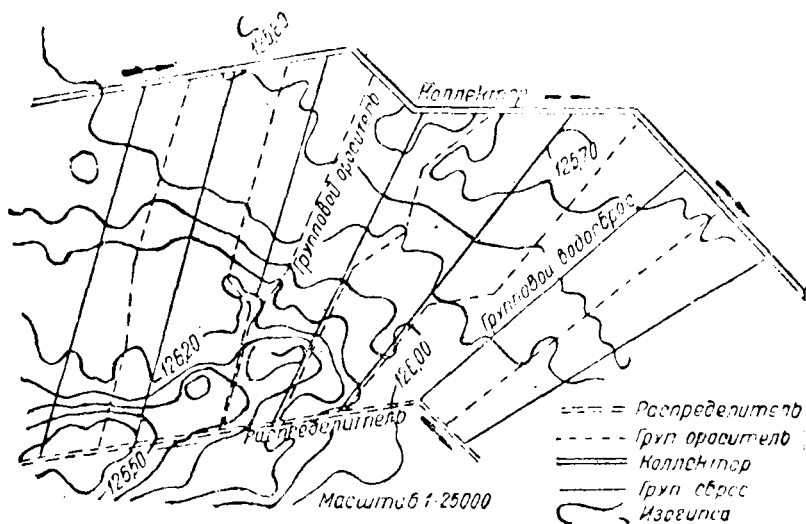 125,80
Коллектор
125,70
Групповой ороситель
Групповой водосброс
126,20
126,00
Распределитель
126,50
Масштаб 1:25000
Распределитель
Груп ороситель
Коллектор
Груп сброс
Изогипса